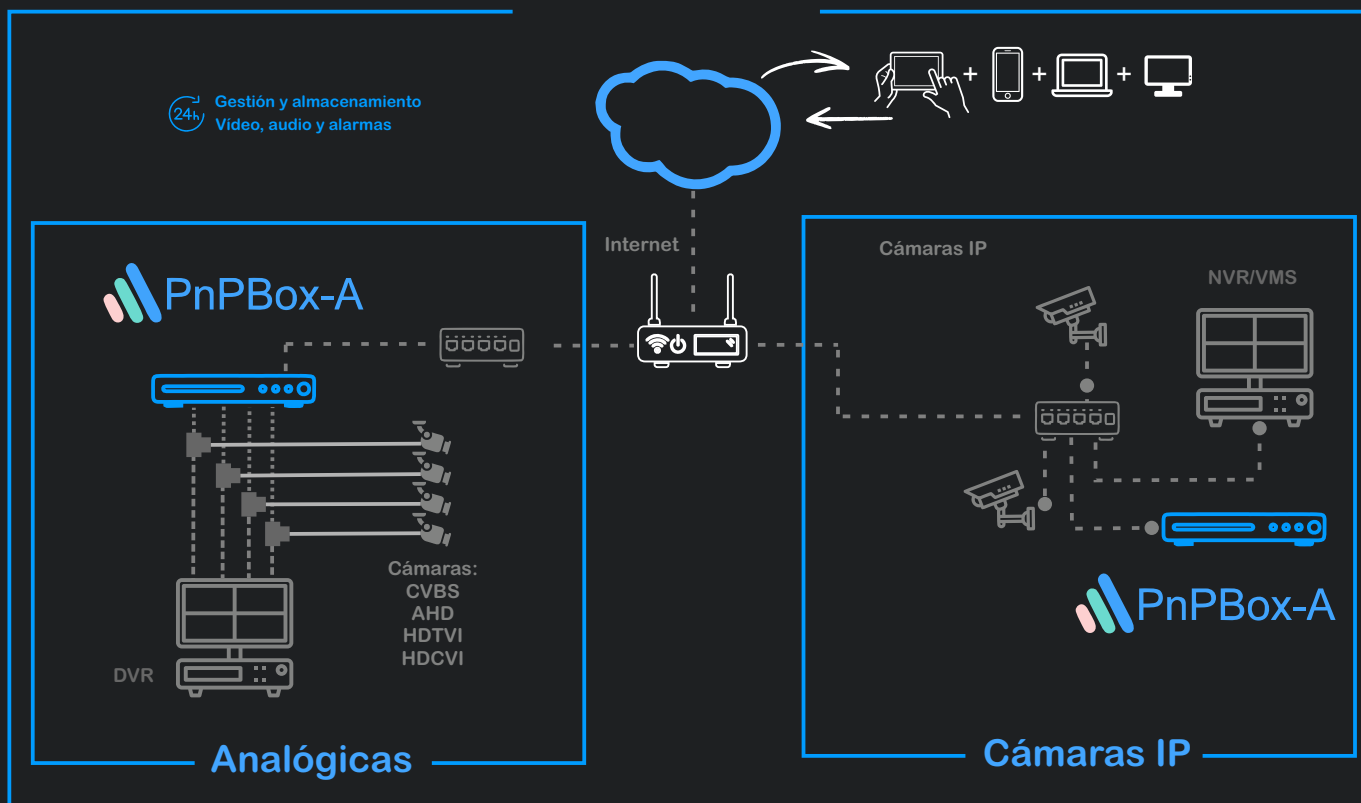 24h
Gestión y almacenamiento
Vídeo, audio y alarmas
+ + +
Internet
Cámaras IP
NVR/VMS
PnPBox-A
Cámaras:
CVBS
AHD
HDTVI
HDCVI
DVR
PnPBox-A
Analógicas
Cámaras IP